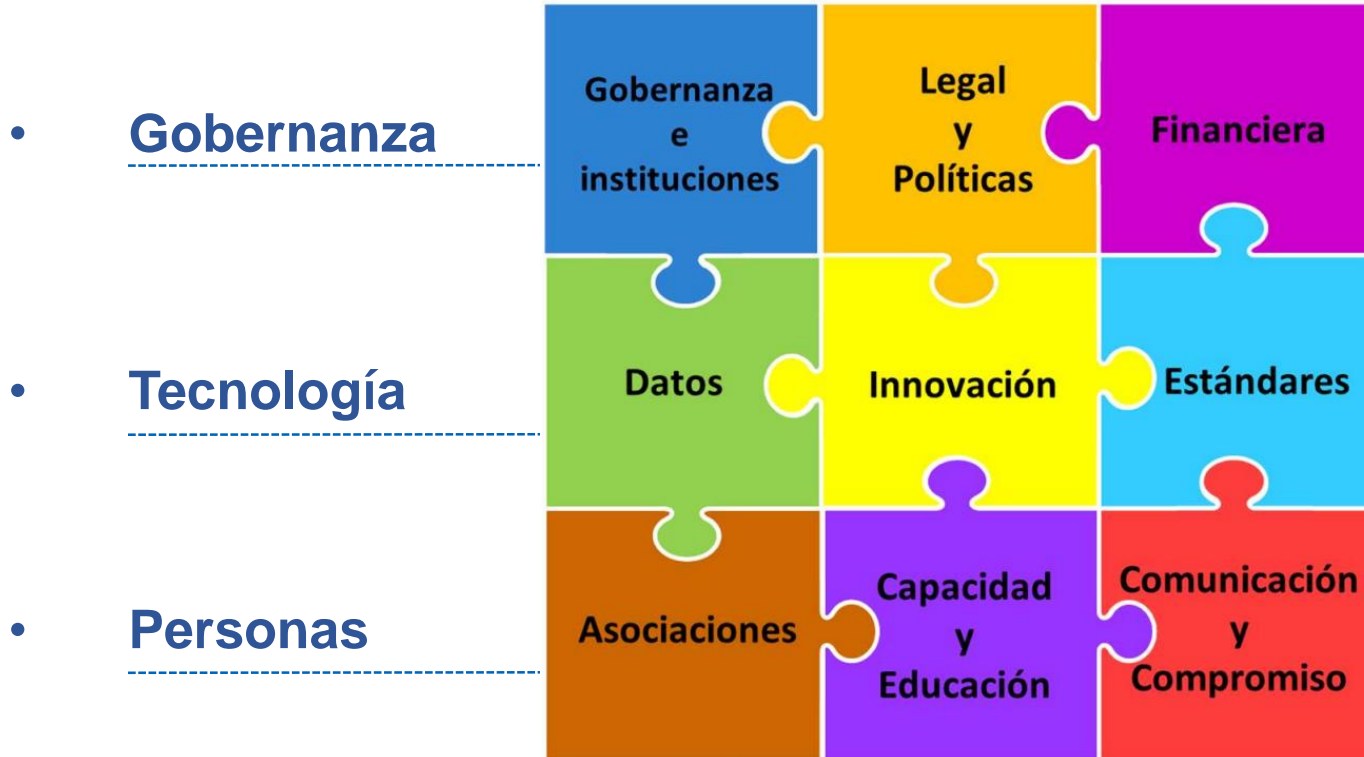 • Gobernanza
Gobernanza
e
instituciones
Legal
y
Políticas
Financiera
• Tecnología
Datos
Innovación
Estándares
• Personas
Asociaciones
Capacidad
y
Educación
Comunicación
y
Compromiso